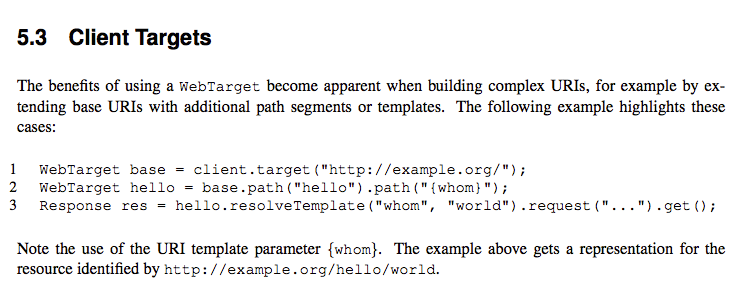 5.3 Client Targets
The benefits of using a WebTarget become apparent when building complex URIs, for example by ex-
tending base URIs with additional path segments or templates. The following example highlights these
cases:
1 WebTarget base = client.target("http://example.org/");
2 WebTarget hello = base.path("hello").path("{whom}");
3 Response res = hello.resolveTemplate("whom", "world").request("...").get();
Note the use of the URI template parameter {whom}. The example above gets a representation for the
resource identified by http://example.org/hello/world.